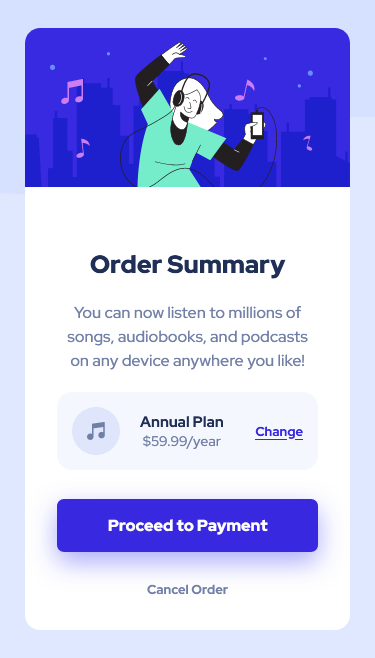 Order Summary
You can now listen to millions of
songs, audiobooks, and podcasts
on any device anywhere you like!
Annual Plan
$59.99/year
Change
Proceed to Payment
Cancel Order